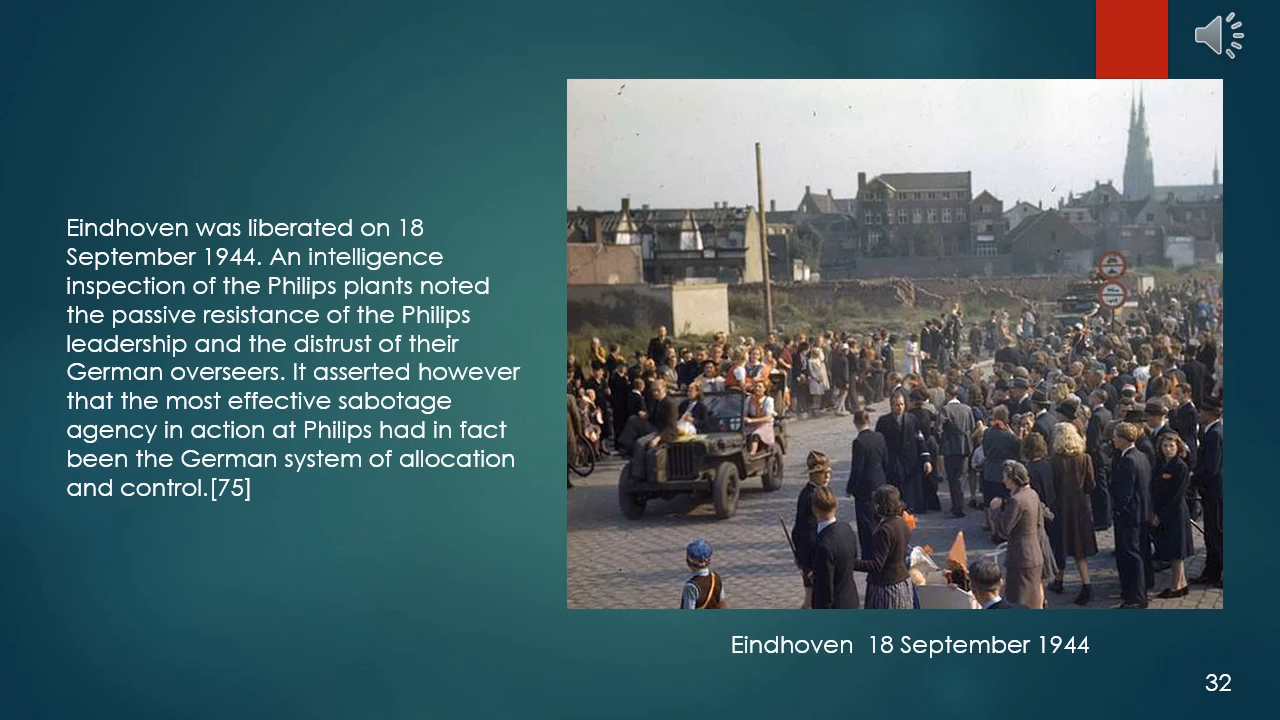 Eindhoven was liberated on 18
September 1944. An intelligence
inspection of the Philips plants noted
the passive resistance of the Philips
leadership and the distrust of their
German overseers. It asserted however
that the most effective sabotage
agency in action at Philips had in fact
been the German system of allocation
and control.[75]
Eindhoven  18 September 1944
32